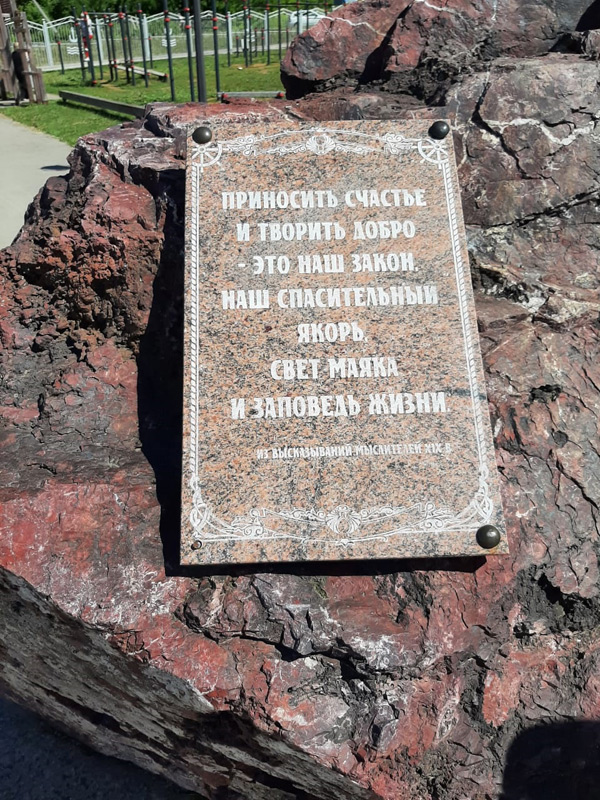 ПРИНОСИТЬ СЧАСТЬЕ
И ТВОРИТЬ ДОБРО
- ЭТО НАШ ЗАКОН,
НАШ СПАСИТЕЛЬНЫЙ
ЯКОРЬ,
СВЕТ МАЯКА
И ЗАПОВЕДЬ ЖИЗНИ.
ИЗ ВЫСКАЗЫВАНИЙ МЫСЛИТЕЛЕЙ XIX В.